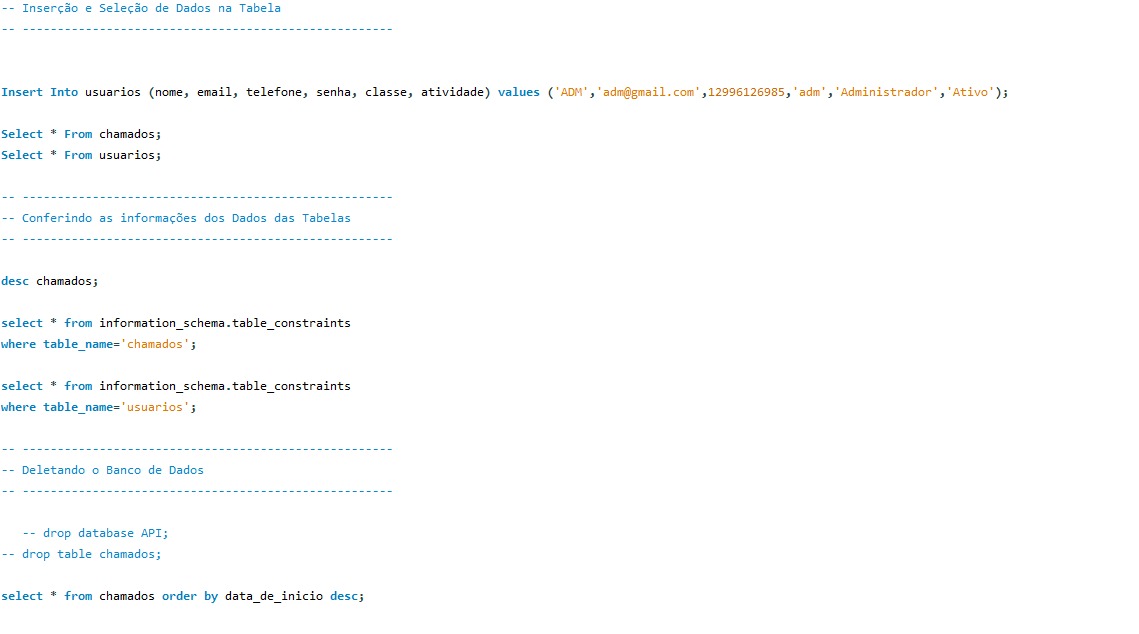 -- Inserção e Seleção de Dados na Tabela
-- -----------------------------------------------------
Insert Into usuarios (nome, email, telefone, senha, classe, atividade) values ('ADM','adm@gmail.com',12996126985,'adm','Administrador','Ativo');
Select * From chamados;
Select * From usuarios;
-- -----------------------------------------------------
-- Conferindo as informações dos Dados das Tabelas
-- -----------------------------------------------------
desc chamados;
select * from information_schema.table_constraints
where table_name='chamados';
select * from information_schema.table_constraints
where table_name='usuarios';
-- -----------------------------------------------------
-- Deletando o Banco de Dados
-- -----------------------------------------------------
-- drop database API;
-- drop table chamados;
select * from chamados order by data_de_inicio desc;